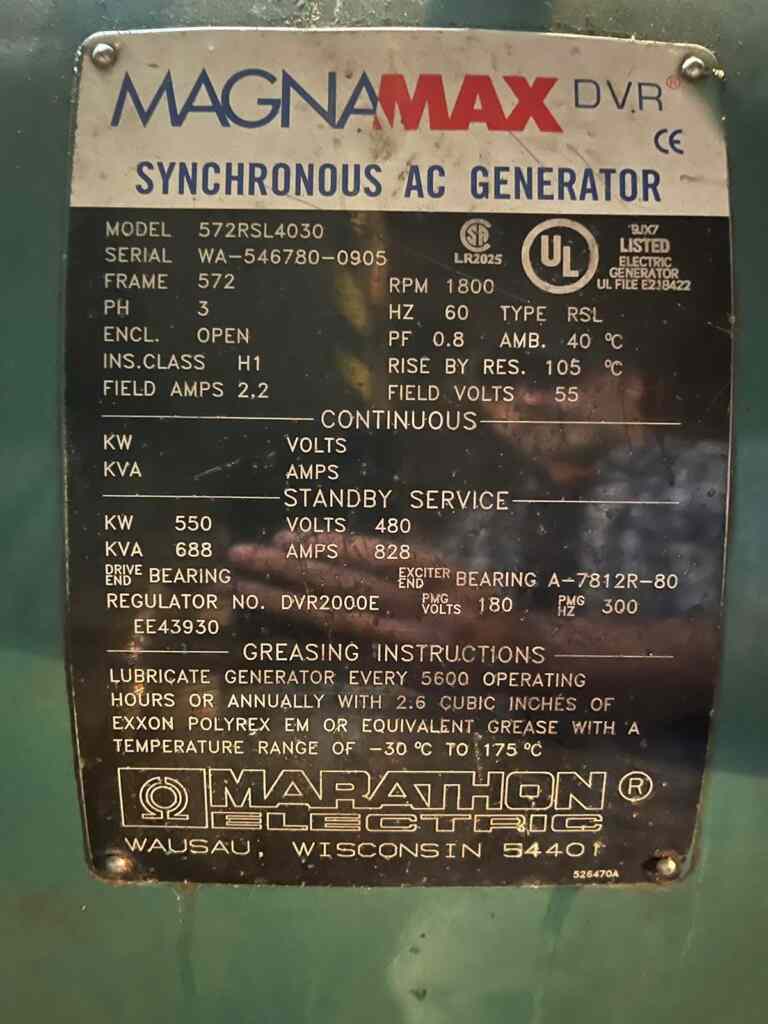 MAGNAMAX DVR®
CE
SYNCHRONOUS AC GENERATOR
MODEL 572RSL4030
SERIAL WA-546780-0905
FRAME 572
PH 3
ENCL. OPEN
INS.CLASS H1
FIELD AMPS 2,2
SA
LR2025
UL
9JX7
LISTED
ELECTRIC
GENERATOR
UL FILE E218422
RPM 1800
HZ 60 TYPE RSL
PF 0.8 AMB. 40 °C
RISE BY RES. 105 °C
FIELD VOLTS 55
CONTINUOUS
KW VOLTS
KVA AMPS
STANDBY SERVICE
KW 550 VOLTS 480
KVA 688 AMPS 828
DRIVE END BEARING EXCITER END BEARING A-7812R-80
REGULATOR NO. DVR2000E PMG VOLTS 180 PMG HZ 300
EE43930
GREASING INSTRUCTIONS
LUBRICATE GENERATOR EVERY 5600 OPERATING
HOURS OR ANNUALLY WITH 2.6 CUBIC INCHES OF
EXXON POLYREX EM OR EQUIVALENT GREASE WITH A
TEMPERATURE RANGE OF -30 °C TO 175 °C
MARATHON ®
ELECTRIC
WAUSAU, WISCONSIN 54401
526470A